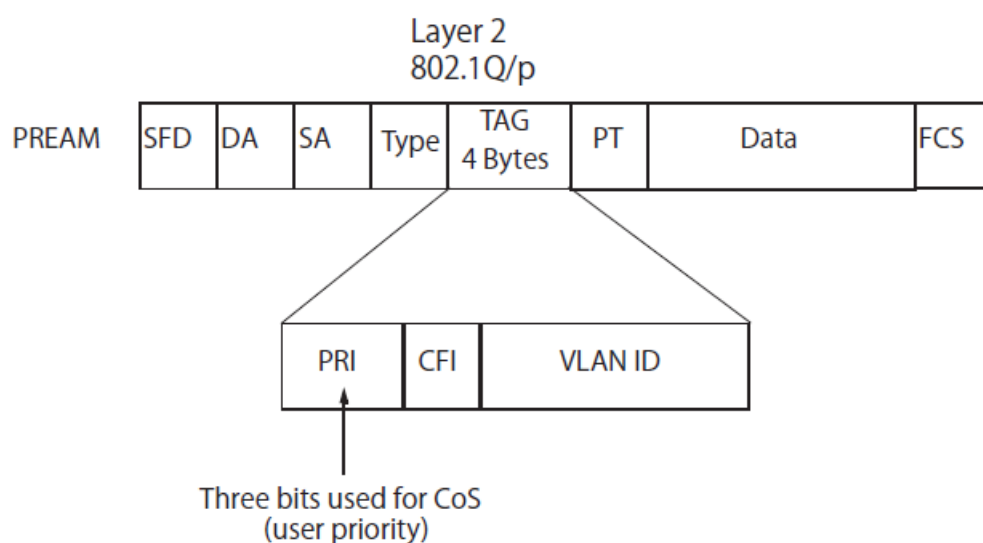 Layer 2
802.1Q/p
PREAM SFD DA SA Type TAG PT Data FCS
4 Bytes
PRI CFI VLAN ID
Three bits used for CoS
(user priority)